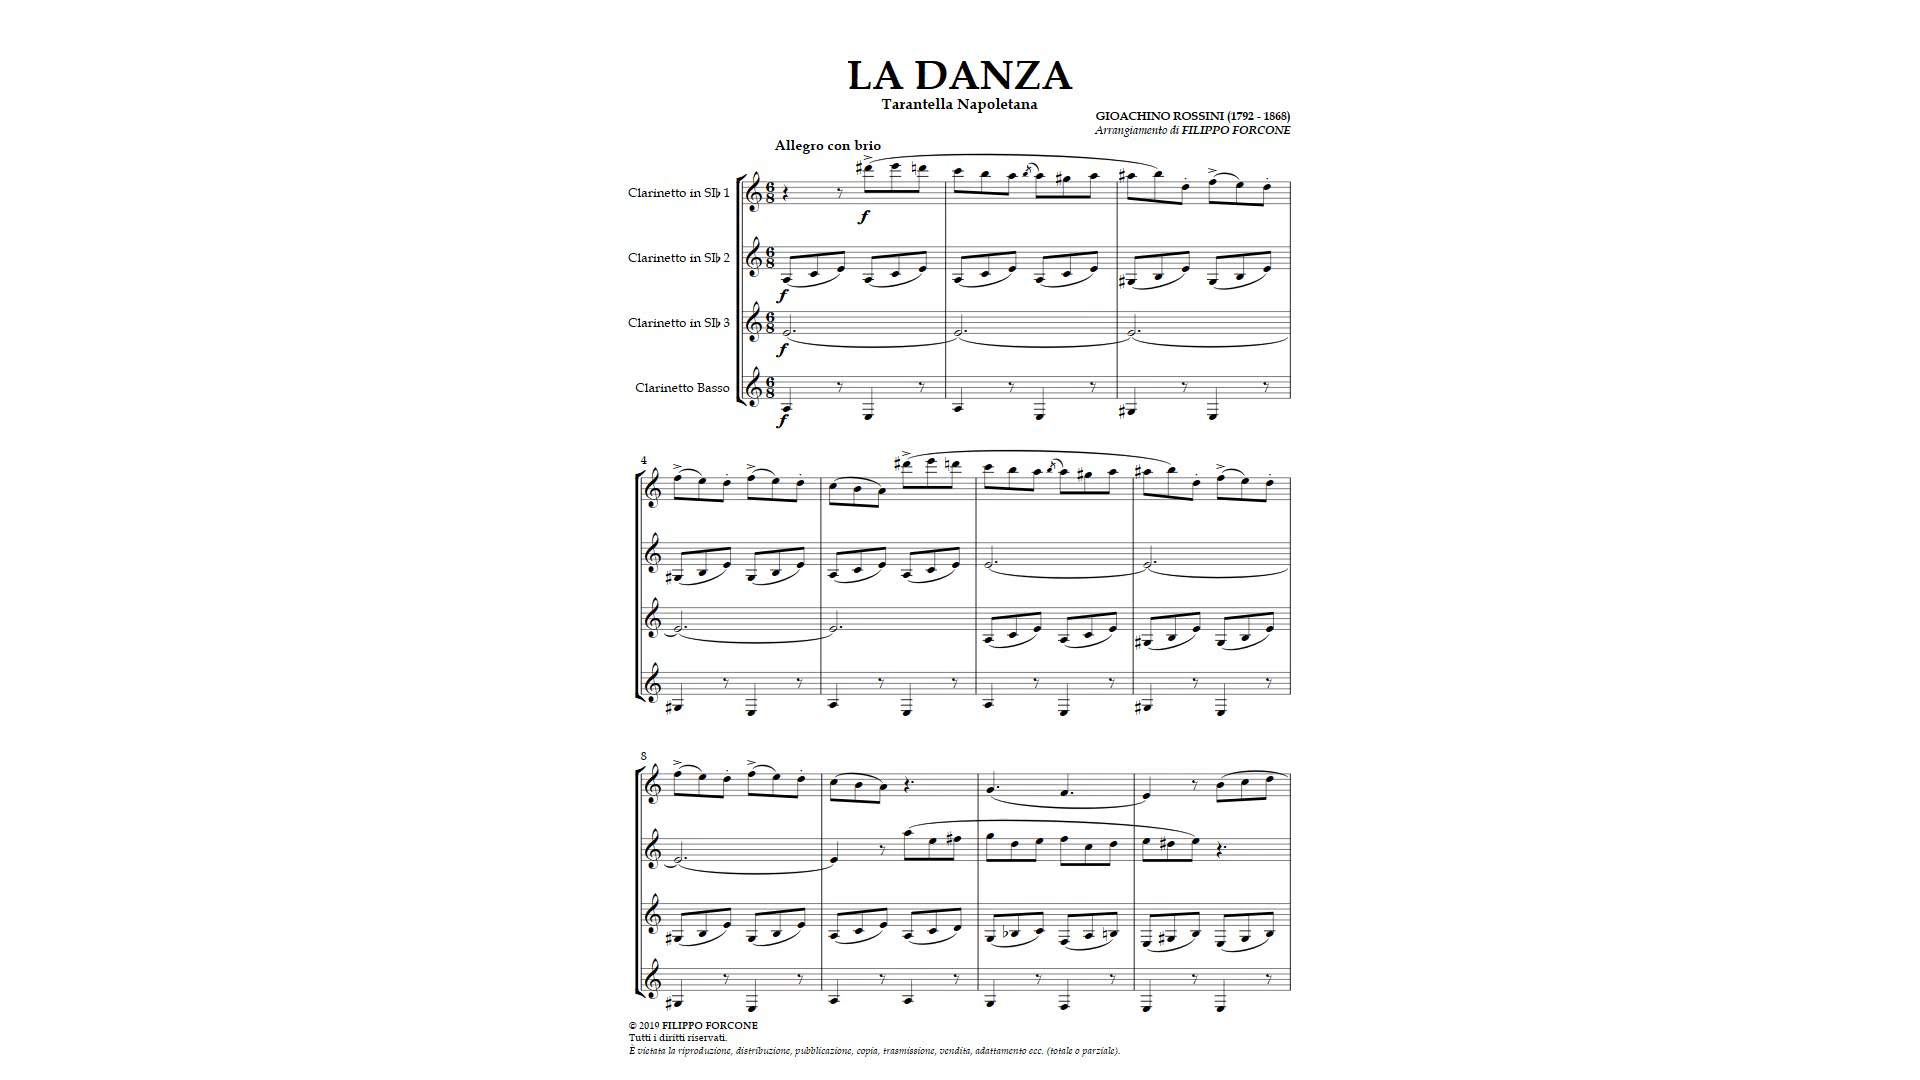 LA DANZA
Tarantella Napoletana
GIOACHINO ROSSINI (1792 - 1868)
Arrangiamento di FILIPPO FORCONE
Allegro con brio
Clarinetto in SI♭ 1
f
Clarinetto in SI♭ 2
f
Clarinetto in SI♭ 3
f
Clarinetto Basso
f
4
8
© 2019 FILIPPO FORCONE
Tutti i diritti riservati.
È vietata la riproduzione, distribuzione, pubblicazione, copia, trasmissione, vendita, adattamento ecc. (totale o parziale).